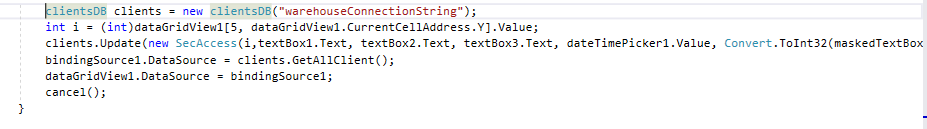 clientsDB clients = new clientsDB("warehouseConnectionString");
int i = (int)dataGridView1[5, dataGridView1.CurrentCellAddress.Y].Value;
clients.Update(new SecAccess(i,textBox1.Text, textBox2.Text, textBox3.Text, dateTimePicker1.Value, Convert.ToInt32(maskedTextBox
bindingSource1.DataSource = clients.GetAllClient();
dataGridView1.DataSource = bindingSource1;
cancel();
}